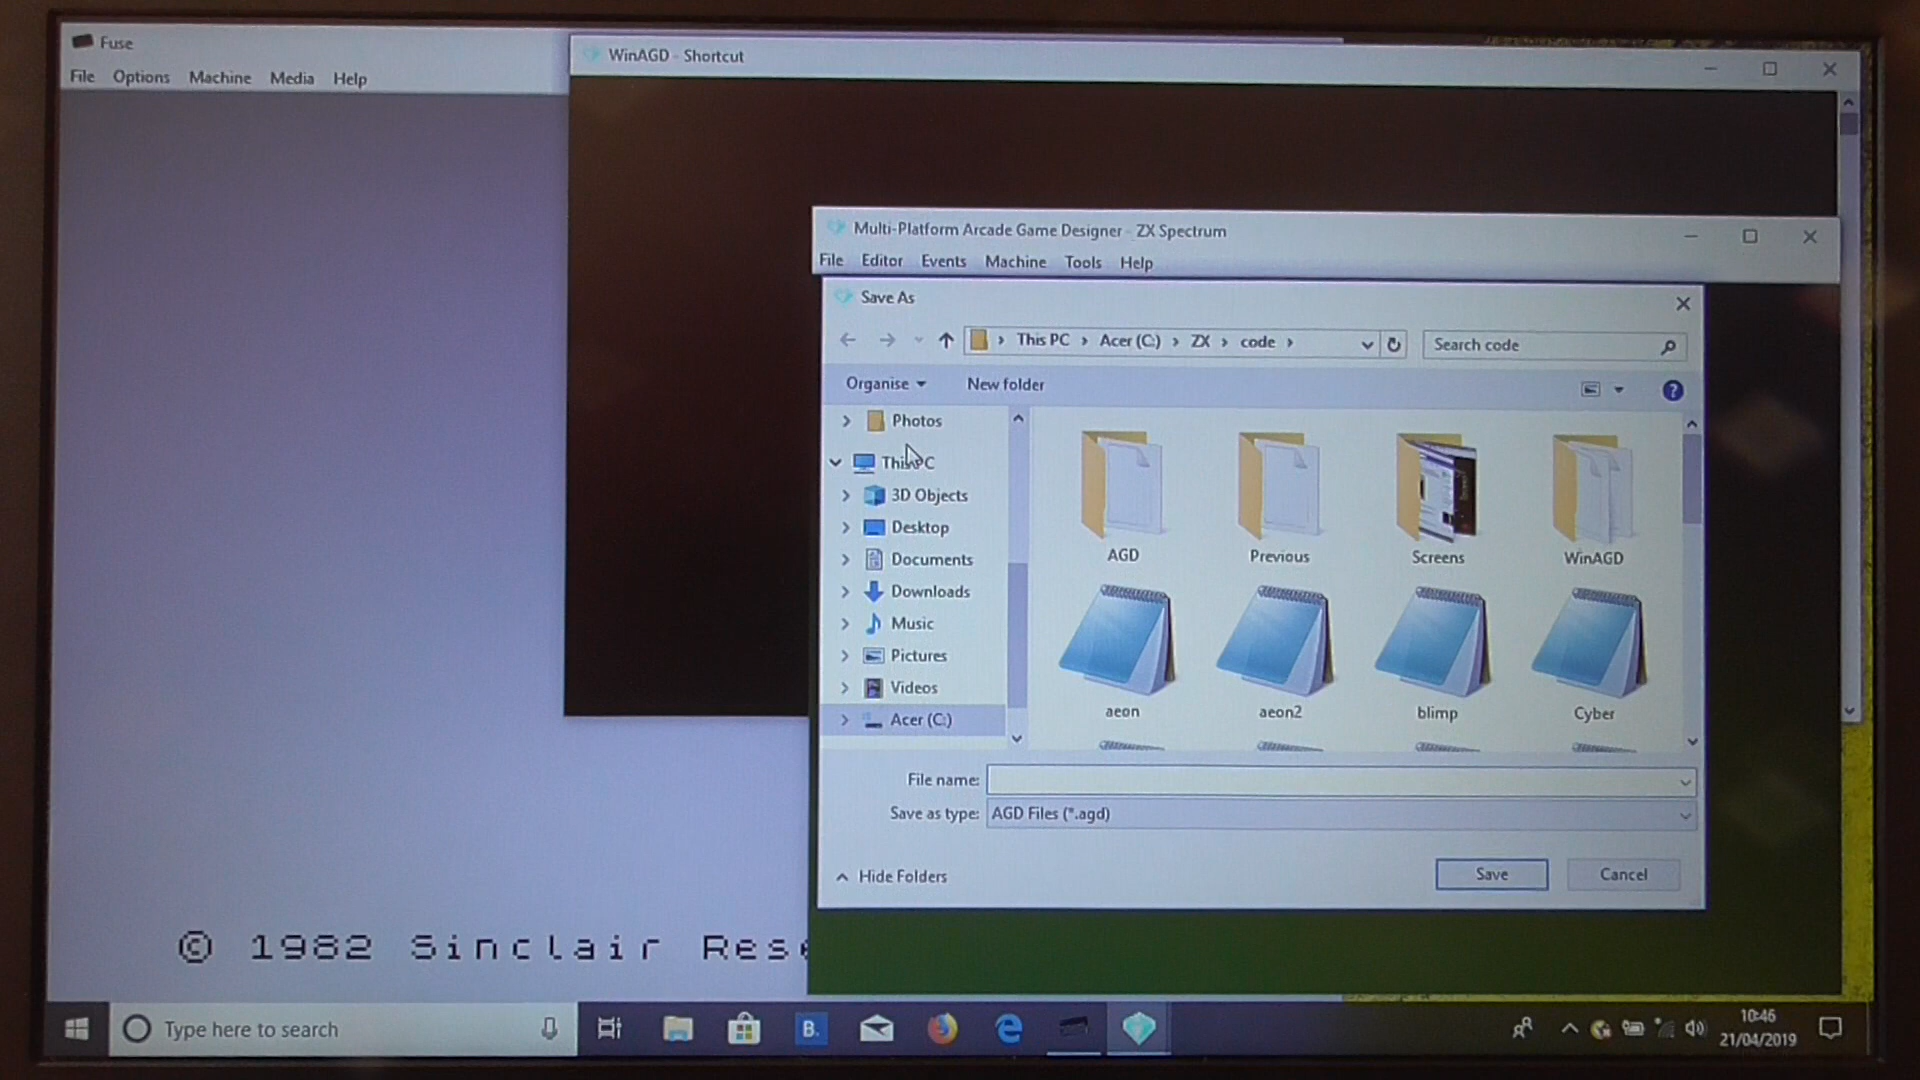 Fuse
File Options Machine Media Help
WinAGD - Shortcut
Multi-Platform Arcade Game Designer - ZX Spectrum
File Editor Events Machine Tools Help
Save As
This PC > Acer (C:) > ZX > code >
Search code
Organise New folder
Photos
This PC
3D Objects
Desktop
Documents
Downloads
Music
Pictures
Videos
Acer (C:)
AGD Previous Screens WinAGD
aeon aeon2 blimp Cyber
File name:
Save as type: AGD Files (*.agd)
Hide Folders
Save Cancel
© 1982 Sinclair Res
Type here to search
B.
10:46
21/04/2019